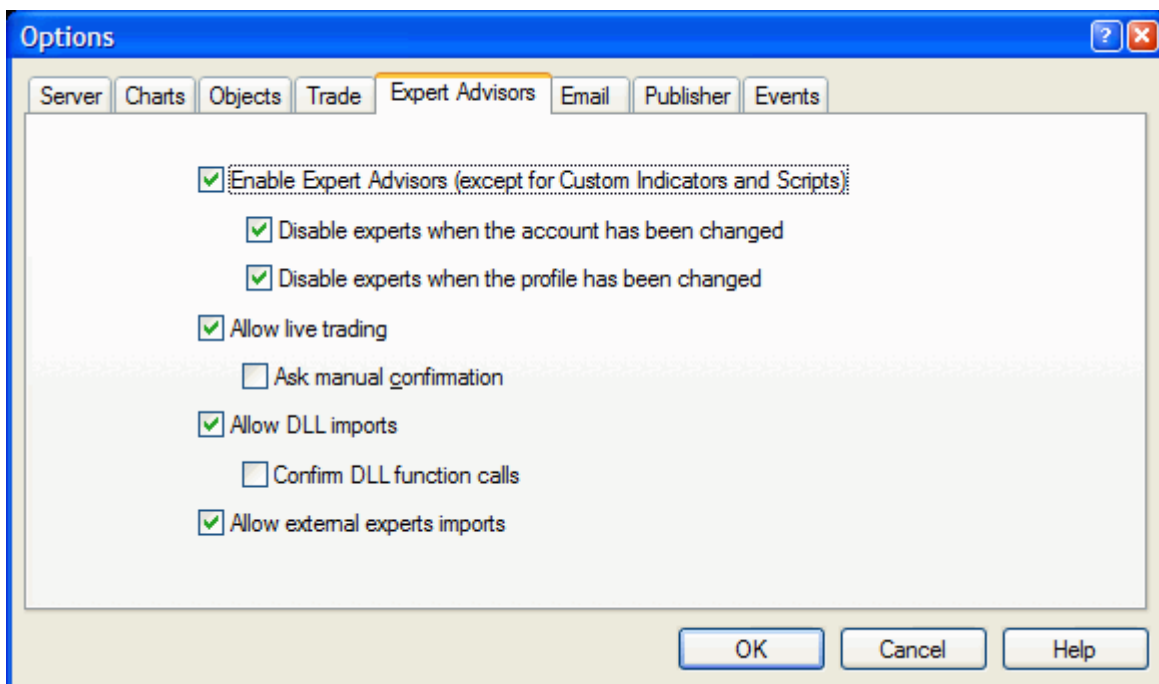 Options
Server Charts Objects Trade Expert Advisors Email Publisher Events
Enable Expert Advisors (except for Custom Indicators and Scripts)
Disable experts when the account has been changed
Disable experts when the profile has been changed
Allow live trading
Ask manual confirmation
Allow DLL imports
Confirm DLL function calls
Allow external experts imports
OK Cancel Help